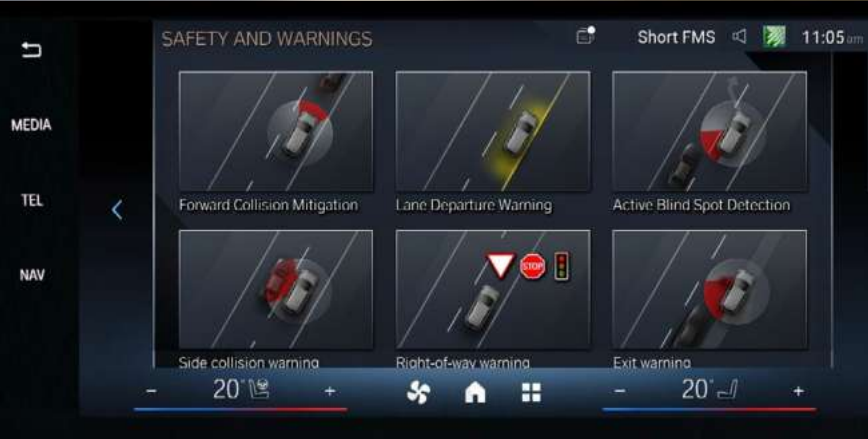 SAFETY AND WARNINGS
Short FMS
11:05 am
MEDIA
TEL
NAV
Forward Collision Mitigation
Lane Departure Warning
Active Blind Spot Detection
STOP
Side collision warning
Right-of-way warning
Exit warning
- 20° +
- 20° +